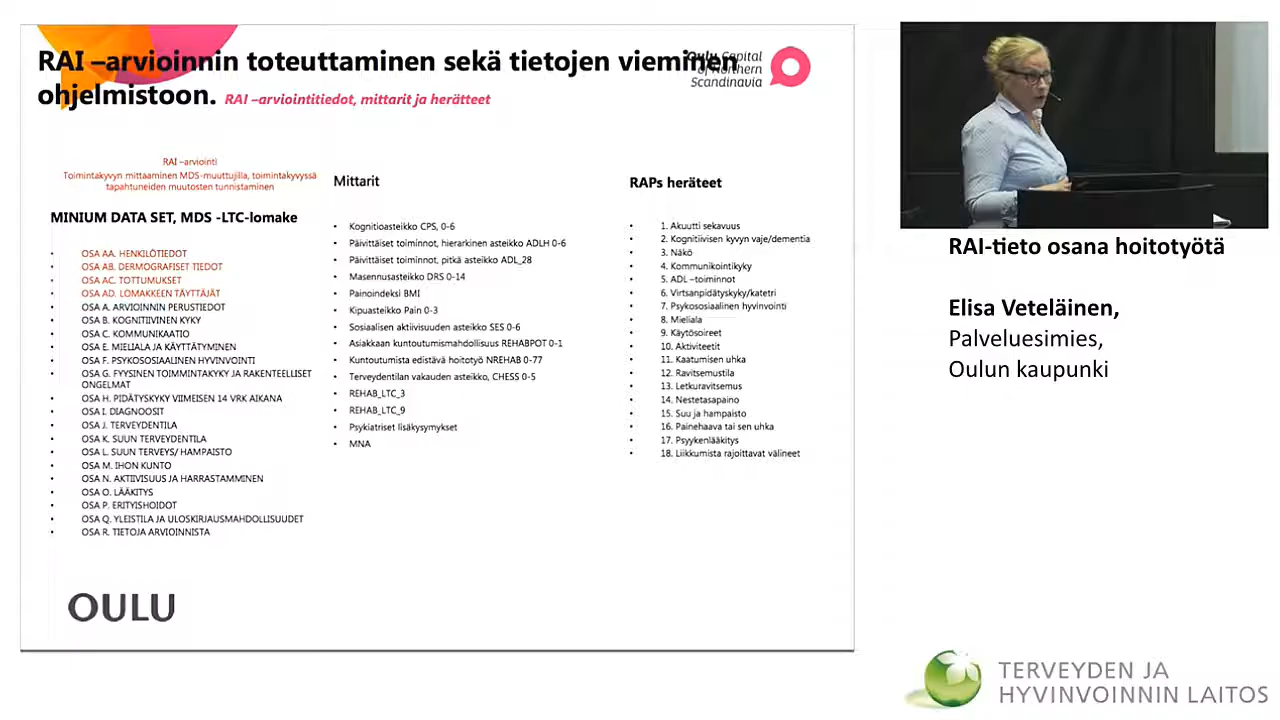 RAI –arvioinnin toteuttaminen sekä tietojen vieminen
ohjelmistoon. RAI –arviointitiedot, mittarit ja herätteet
Oulu Capital
of Northern
Scandinavia
RAI –arviointi
Toimintakyvyn mittaaminen MDS-muuttujilla, toimintakyvyssä
tapahtuneiden muutosten tunnistaminen
MINIUM DATA SET, MDS -LTC-lomake
• OSA AA. HENKILÖTIEDOT
• OSA AB. DERMOGRAFISET TIEDOT
• OSA AC. TOTTUMUKSET
• OSA AD. LOMAKKEEN TÄYTTÄJÄT
• OSA A. ARVIOINNIN PERUSTIEDOT
• OSA B. KOGNITIIVINEN KYKY
• OSA C. KOMMUNIKAATIO
• OSA E. MIELIALA JA KÄYTTÄTYMINEN
• OSA F. PSYKOSOSIAALINEN HYVINVOINTI
• OSA G. FYYSINEN TOIMMINTAKYKY JA RAKENTEELLISET
ONGELMAT
• OSA H. PIDÄTYSKYKY VIIMEISEN 14 VRK AIKANA
• OSA I. DIAGNOOSIT
• OSA J. TERVEYDENTILA
• OSA K. SUUN TERVEYDENTILA
• OSA L. SUUN TERVEYS/ HAMPAISTO
• OSA M. IHON KUNTO
• OSA N. AKTIIVISUUS JA HARRASTAMMINEN
• OSA O. LÄÄKITYS
• OSA P. ERITYISHOIDOT
• OSA Q. YLEISTILA JA ULOSKIRJAUSMAHDOLLISUUDET
• OSA R. TIETOJA ARVIOINNISTA
Mittarit
• Kognitioasteikko CPS, 0-6
• Päivittäiset toiminnot, hierarkinen asteikko ADLH 0-6
• Päivittäiset toiminnot, pitkä asteikko ADL_28
• Masennusasteikko DRS 0-14
• Painoindeksi BMI
• Kipuasteikko Pain 0-3
• Sosiaalisen aktiivisuuden asteikko SES 0-6
• Asiakkaan kuntoutumismahdollisuus REHABPOT 0-1
• Kuntoutumista edistävä hoitotyö NREHAB 0-77
• Terveydentilan vakauden asteikko, CHESS 0-5
• REHAB_LTC_3
• REHAB_LTC_9
• Psykiatriset lisäkysymykset
• MNA
RAPs heräteet
• 1. Akuutti sekavuus
• 2. Kognitiivisen kyvyn vaje/dementia
• 3. Näkö
• 4. Kommunikointikyky
• 5. ADL –toiminnot
• 6. Virtsanpidätyskyky/katetri
• 7. Psykososiaalinen hyvinvointi
• 8. Mieliala
• 9. Käytösoireet
• 10. Aktiviteetit
• 11. Kaatumisen uhka
• 12. Ravitsemustila
• 13. Letkuravitsemus
• 14. Nestetasapaino
• 15. Suu ja hampaisto
• 16. Painehaava tai sen uhka
• 17. Psyykenlääkitys
• 18. Liikkumista rajoittavat välineet
OULU
RAI-tieto osana hoitotyötä
Elisa Veteläinen,
Palveluesimies,
Oulun kaupunki
TERVEYDEN JA
HYVINVOINNIN LAITOS